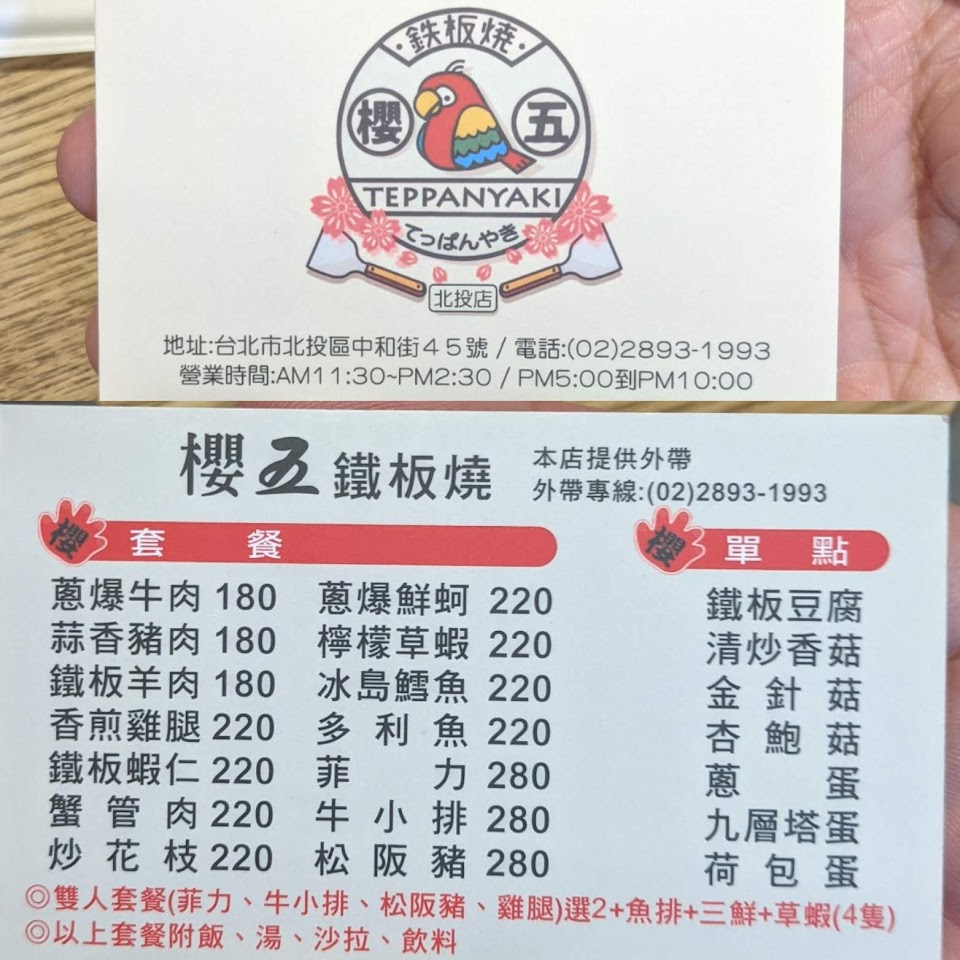 鉄板焼
櫻 五
TEPPANYAKI
てっぱんやき
北投店
地址:台北市北投區中和街45號 / 電話:(02)2893-1993
營業時間:AM11:30~PM2:30 / PM5:00到PM10:00
櫻五鐵板燒
本店提供外帶
外帶專線:(02)2893-1993
櫻 套餐
蔥爆牛肉 180 蔥爆鮮蚵 220
蒜香豬肉 180 檸檬草蝦 220
鐵板羊肉 180 冰島鱈魚 220
香煎雞腿 220 多利魚 220
鐵板蝦仁 220 菲力 280
蟹管肉 220 牛小排 280
炒花枝 220 松阪豬 280
櫻 單點
鐵板豆腐
清炒香菇
金針菇
杏鮑菇
蔥蛋
九層塔蛋
荷包蛋
◎雙人套餐(菲力、牛小排、松阪豬、雞腿)選2+魚排+三鮮+草蝦(4隻)
◎以上套餐附飯、湯、沙拉、飲料